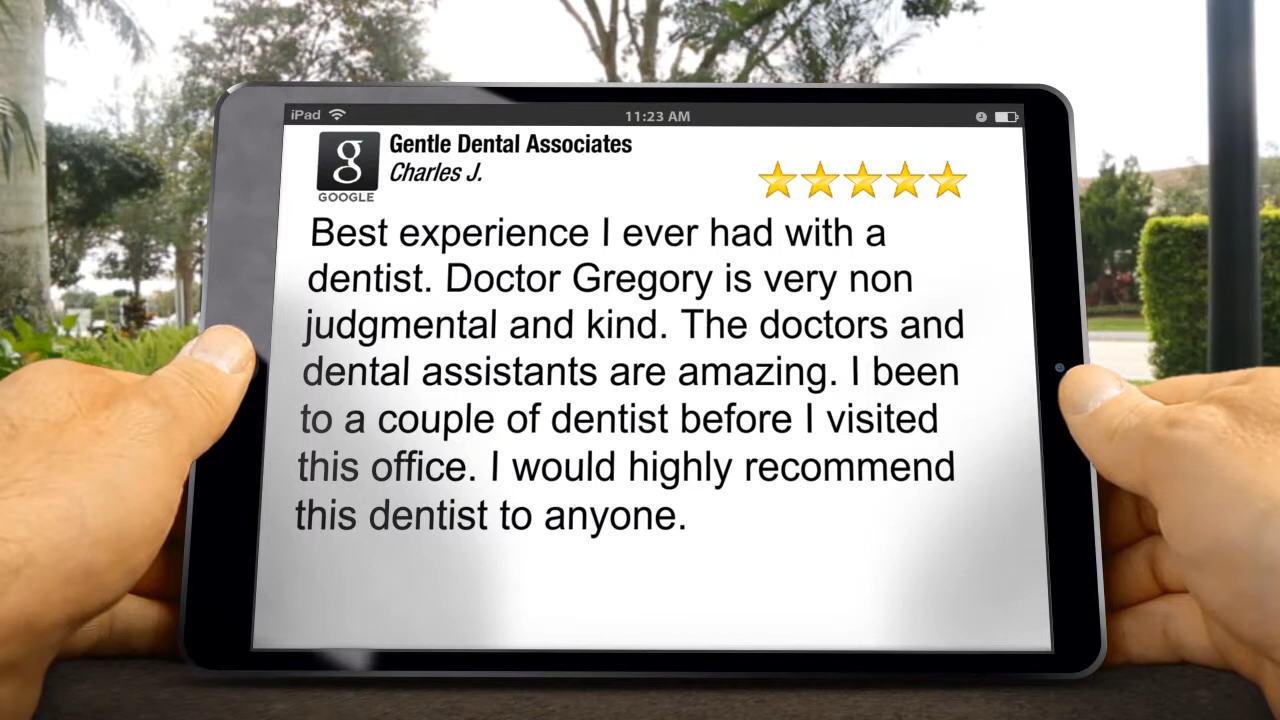 iPad 11:23 AM
g
GOOGLE
Gentle Dental Associates
Charles J.
Best experience I ever had with a
dentist. Doctor Gregory is very non
judgmental and kind. The doctors and
dental assistants are amazing. I been
to a couple of dentist before I visited
this office. I would highly recommend
this dentist to anyone.